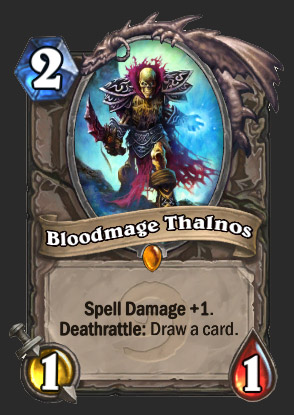 2
Bloodmage Thalnos
Spell Damage +1.
Deathrattle: Draw a card.
1 1